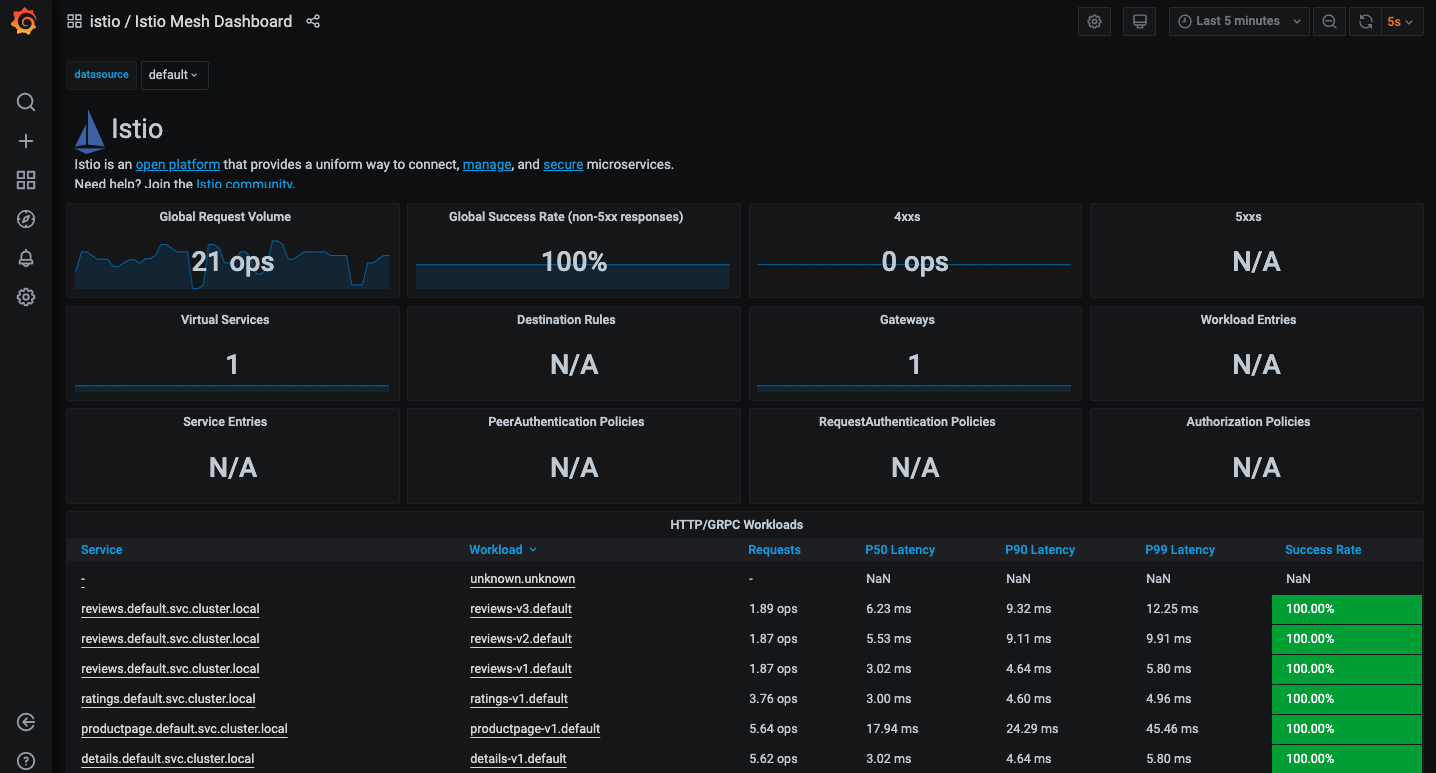 istio / Istio Mesh Dashboard
Last 5 minutes
5s
datasource default
Istio
Istio is an open platform that provides a uniform way to connect, manage, and secure microservices.
Need help? Join the Istio community.
Global Request Volume Global Success Rate (non-5xx responses) 4xxs 5xxs
21 ops 100% 0 ops N/A
Virtual Services Destination Rules Gateways Workload Entries
1 N/A 1 N/A
Service Entries PeerAuthentication Policies RequestAuthentication Policies Authorization Policies
N/A N/A N/A N/A
HTTP/GRPC Workloads
Service Workload Requests P50 Latency P90 Latency P99 Latency Success Rate
- unknown.unknown - NaN NaN NaN NaN
reviews.default.svc.cluster.local reviews-v3.default 1.89 ops 6.23 ms 9.32 ms 12.25 ms 100.00%
reviews.default.svc.cluster.local reviews-v2.default 1.87 ops 5.53 ms 9.11 ms 9.91 ms 100.00%
reviews.default.svc.cluster.local reviews-v1.default 1.87 ops 3.02 ms 4.64 ms 5.80 ms 100.00%
ratings.default.svc.cluster.local ratings-v1.default 3.76 ops 3.00 ms 4.60 ms 4.96 ms 100.00%
productpage.default.svc.cluster.local productpage-v1.default 5.64 ops 17.94 ms 24.29 ms 45.46 ms 100.00%
details.default.svc.cluster.local details-v1.default 5.62 ops 3.02 ms 4.64 ms 5.80 ms 100.00%